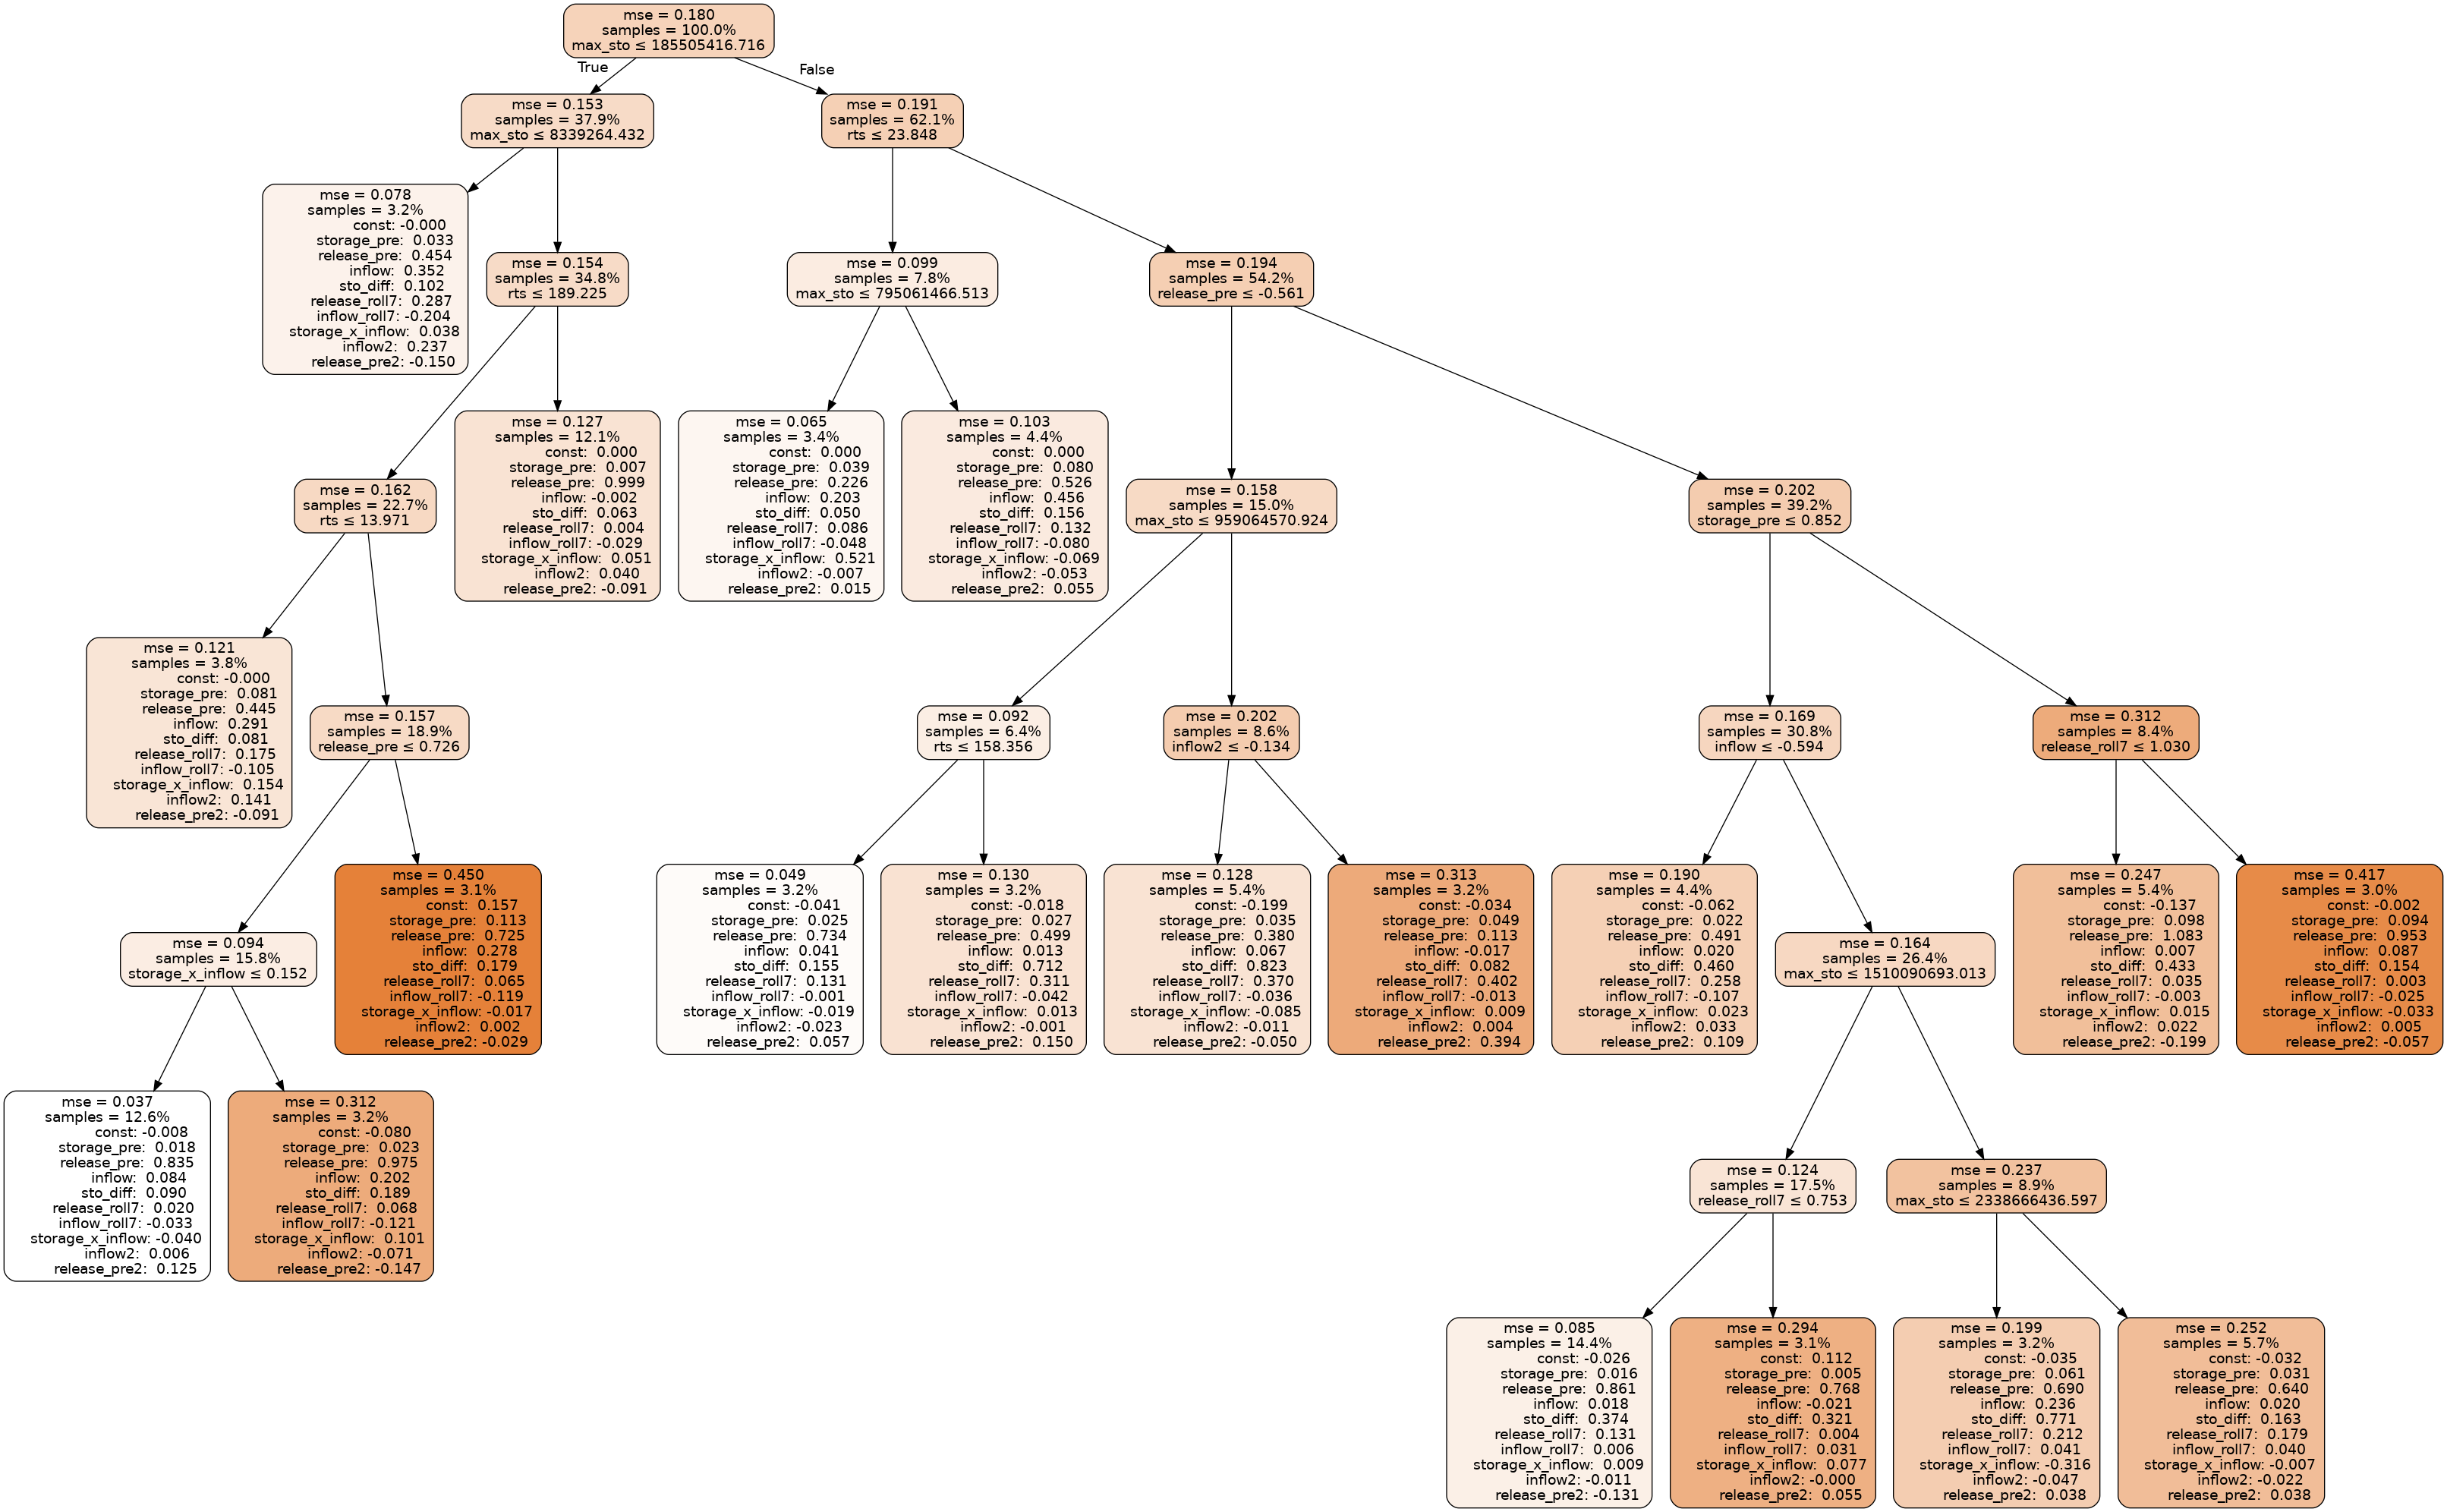 mse = 0.180
samples = 100.0%
max_sto ≤ 185505416.716
True
False
mse = 0.153
samples = 37.9%
max_sto ≤ 8339264.432
mse = 0.191
samples = 62.1%
rts ≤ 23.848
mse = 0.078
samples = 3.2%
const: -0.000
storage_pre: 0.033
release_pre: 0.454
inflow: 0.352
sto_diff: 0.102
release_roll7: 0.287
inflow_roll7: -0.204
storage_x_inflow: 0.038
inflow2: 0.237
release_pre2: -0.150
mse = 0.154
samples = 34.8%
rts ≤ 189.225
mse = 0.099
samples = 7.8%
max_sto ≤ 795061466.513
mse = 0.194
samples = 54.2%
release_pre ≤ -0.561
mse = 0.162
samples = 22.7%
rts ≤ 13.971
mse = 0.127
samples = 12.1%
const: 0.000
storage_pre: 0.007
release_pre: 0.999
inflow: -0.002
sto_diff: 0.063
release_roll7: 0.004
inflow_roll7: -0.029
storage_x_inflow: 0.051
inflow2: 0.040
release_pre2: -0.091
mse = 0.065
samples = 3.4%
const: 0.000
storage_pre: 0.039
release_pre: 0.226
inflow: 0.203
sto_diff: 0.050
release_roll7: 0.086
inflow_roll7: -0.048
storage_x_inflow: 0.521
inflow2: -0.007
release_pre2: 0.015
mse = 0.103
samples = 4.4%
const: 0.000
storage_pre: 0.080
release_pre: 0.526
inflow: 0.456
sto_diff: 0.156
release_roll7: 0.132
inflow_roll7: -0.080
storage_x_inflow: -0.069
inflow2: -0.053
release_pre2: 0.055
mse = 0.158
samples = 15.0%
max_sto ≤ 959064570.924
mse = 0.202
samples = 39.2%
storage_pre ≤ 0.852
mse = 0.121
samples = 3.8%
const: -0.000
storage_pre: 0.081
release_pre: 0.445
inflow: 0.291
sto_diff: 0.081
release_roll7: 0.175
inflow_roll7: -0.105
storage_x_inflow: 0.154
inflow2: 0.141
release_pre2: -0.091
mse = 0.157
samples = 18.9%
release_pre ≤ 0.726
mse = 0.092
samples = 6.4%
rts ≤ 158.356
mse = 0.202
samples = 8.6%
inflow2 ≤ -0.134
mse = 0.169
samples = 30.8%
inflow ≤ -0.594
mse = 0.312
samples = 8.4%
release_roll7 ≤ 1.030
mse = 0.094
samples = 15.8%
storage_x_inflow ≤ 0.152
mse = 0.450
samples = 3.1%
const: 0.157
storage_pre: 0.113
release_pre: 0.725
inflow: 0.278
sto_diff: 0.179
release_roll7: 0.065
inflow_roll7: -0.119
storage_x_inflow: -0.017
inflow2: 0.002
release_pre2: -0.029
mse = 0.049
samples = 3.2%
const: -0.041
storage_pre: 0.025
release_pre: 0.734
inflow: 0.041
sto_diff: 0.155
release_roll7: 0.131
inflow_roll7: -0.001
storage_x_inflow: -0.019
inflow2: -0.023
release_pre2: 0.057
mse = 0.130
samples = 3.2%
const: -0.018
storage_pre: 0.027
release_pre: 0.499
inflow: 0.013
sto_diff: 0.712
release_roll7: 0.311
inflow_roll7: -0.042
storage_x_inflow: 0.013
inflow2: -0.001
release_pre2: 0.150
mse = 0.128
samples = 5.4%
const: -0.199
storage_pre: 0.035
release_pre: 0.380
inflow: 0.067
sto_diff: 0.823
release_roll7: 0.370
inflow_roll7: -0.036
storage_x_inflow: -0.085
inflow2: -0.011
release_pre2: -0.050
mse = 0.313
samples = 3.2%
const: -0.034
storage_pre: 0.049
release_pre: 0.113
inflow: -0.017
sto_diff: 0.082
release_roll7: 0.402
inflow_roll7: -0.013
storage_x_inflow: 0.009
inflow2: 0.004
release_pre2: 0.394
mse = 0.190
samples = 4.4%
const: -0.062
storage_pre: 0.022
release_pre: 0.491
inflow: 0.020
sto_diff: 0.460
release_roll7: 0.258
inflow_roll7: -0.107
storage_x_inflow: 0.023
inflow2: 0.033
release_pre2: 0.109
mse = 0.164
samples = 26.4%
max_sto ≤ 1510090693.013
mse = 0.247
samples = 5.4%
const: -0.137
storage_pre: 0.098
release_pre: 1.083
inflow: 0.007
sto_diff: 0.433
release_roll7: 0.035
inflow_roll7: -0.003
storage_x_inflow: 0.015
inflow2: 0.022
release_pre2: -0.199
mse = 0.417
samples = 3.0%
const: -0.002
storage_pre: 0.094
release_pre: 0.953
inflow: 0.087
sto_diff: 0.154
release_roll7: 0.003
inflow_roll7: -0.025
storage_x_inflow: -0.033
inflow2: 0.005
release_pre2: -0.057
mse = 0.037
samples = 12.6%
const: -0.008
storage_pre: 0.018
release_pre: 0.835
inflow: 0.084
sto_diff: 0.090
release_roll7: 0.020
inflow_roll7: -0.033
storage_x_inflow: -0.040
inflow2: 0.006
release_pre2: 0.125
mse = 0.312
samples = 3.2%
const: -0.080
storage_pre: 0.023
release_pre: 0.975
inflow: 0.202
sto_diff: 0.189
release_roll7: 0.068
inflow_roll7: -0.121
storage_x_inflow: 0.101
inflow2: -0.071
release_pre2: -0.147
mse = 0.124
samples = 17.5%
release_roll7 ≤ 0.753
mse = 0.237
samples = 8.9%
max_sto ≤ 2338666436.597
mse = 0.085
samples = 14.4%
const: -0.026
storage_pre: 0.016
release_pre: 0.861
inflow: 0.018
sto_diff: 0.374
release_roll7: 0.131
inflow_roll7: 0.006
storage_x_inflow: 0.009
inflow2: -0.011
release_pre2: -0.131
mse = 0.294
samples = 3.1%
const: 0.112
storage_pre: 0.005
release_pre: 0.768
inflow: -0.021
sto_diff: 0.321
release_roll7: 0.004
inflow_roll7: 0.031
storage_x_inflow: 0.077
inflow2: -0.000
release_pre2: 0.055
mse = 0.199
samples = 3.2%
const: -0.035
storage_pre: 0.061
release_pre: 0.690
inflow: 0.236
sto_diff: 0.771
release_roll7: 0.212
inflow_roll7: 0.041
storage_x_inflow: -0.316
inflow2: -0.047
release_pre2: 0.038
mse = 0.252
samples = 5.7%
const: -0.032
storage_pre: 0.031
release_pre: 0.640
inflow: 0.020
sto_diff: 0.163
release_roll7: 0.179
inflow_roll7: 0.040
storage_x_inflow: -0.007
inflow2: -0.022
release_pre2: 0.038